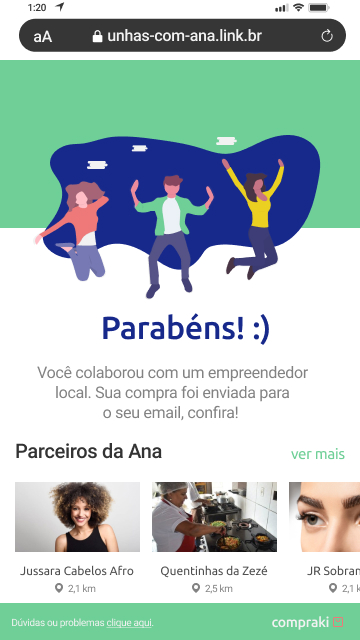 1:20
aA unhas-com-ana.link.br
Parabéns! :)
Você colaborou com um empreendedor
local. Sua compra foi enviada para
o seu email, confira!
Parceiros da Ana ver mais
Jussara Cabelos Afro Quentinhas da Zezé JR Sobran
2,1 km 2,5 km 2,1
Dúvidas ou problemas clique aqui. compraki